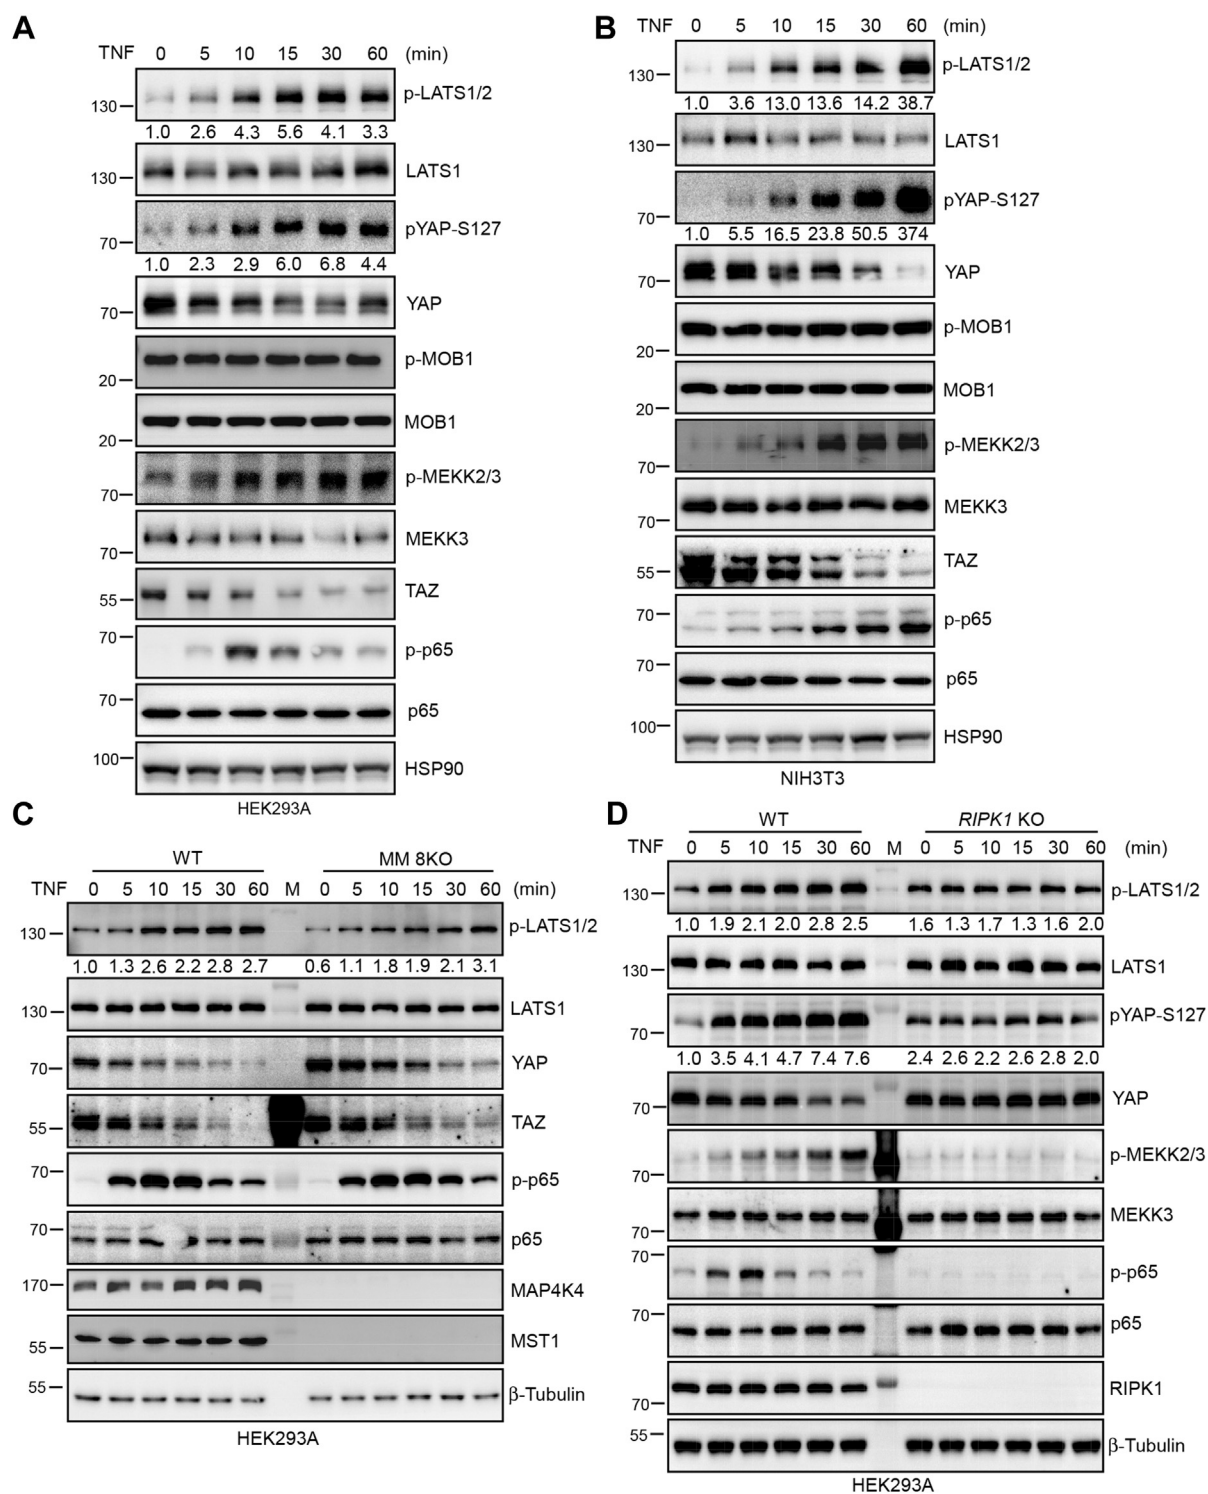 A
TNF 0 5 10 15 30 60 (min)
p-LATS1/2
130
1.0 2.6 4.3 5.6 4.1 3.3
LATS1
130
pYAP-S127
70
1.0 2.3 2.9 6.0 6.8 4.4
YAP
70
p-MOB1
20
MOB1
20
p-MEKK2/3
70
MEKK3
70
TAZ
55
70
p-p65
70
p65
100
HSP90
HEK293A
B
TNF 0 5 10 15 30 60 (min)
p-LATS1/2
130
1.0 3.6 13.0 13.6 14.2 38.7
LATS1
130
pYAP-S127
70
1.0 5.5 16.5 23.8 50.5 374
YAP
70
p-MOB1
20
MOB1
20
p-MEKK2/3
70
MEKK3
70
TAZ
55
70
p-p65
70
p65
100
HSP90
NIH3T3
C
WT MM 8KO
TNF 0 5 10 15 30 60 M 0 5 10 15 30 60 (min)
p-LATS1/2
130
1.0 1.3 2.6 2.2 2.8 2.7 0.6 1.1 1.8 1.9 2.1 3.1
LATS1
130
YAP
70
TAZ
55
70
p-p65
70
p65
170
MAP4K4
MST1
55
55
β-Tubulin
HEK293A
D
WT RIPK1 KO
TNF 0 5 10 15 30 60 M 0 5 10 15 30 60 (min)
p-LATS1/2
130
1.0 1.9 2.1 2.0 2.8 2.5 1.6 1.3 1.7 1.3 1.6 2.0
LATS1
130
pYAP-S127
70
1.0 3.5 4.1 4.7 7.4 7.6 2.4 2.6 2.2 2.6 2.8 2.0
YAP
70
p-MEKK2/3
70
MEKK3
70
70
p-p65
70
p65
RIPK1
70
55
β-Tubulin
HEK293A